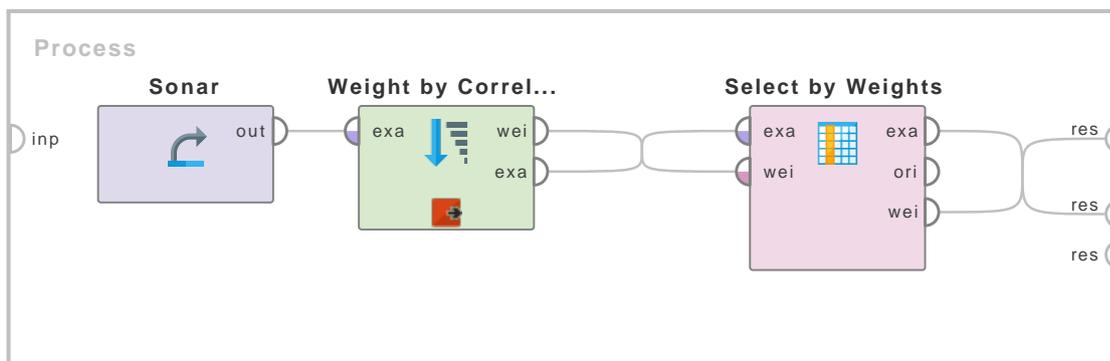 Process
Sonar
Weight by Correl...
Select by Weights
inp
out
exa
wei
exa
exa
wei
exa
ori
wei
res
res
res